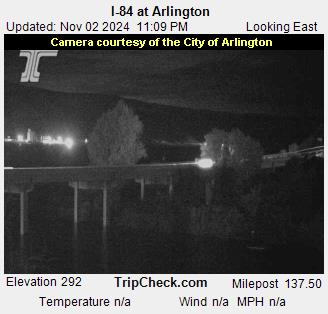 I-84 at Arlington
Updated: Nov 02 2024 11:09 PM Looking East
Camera courtesy of the City of Arlington
Elevation 292 TripCheck.com Milepost 137.50
Temperature n/a Wind n/a MPH n/a